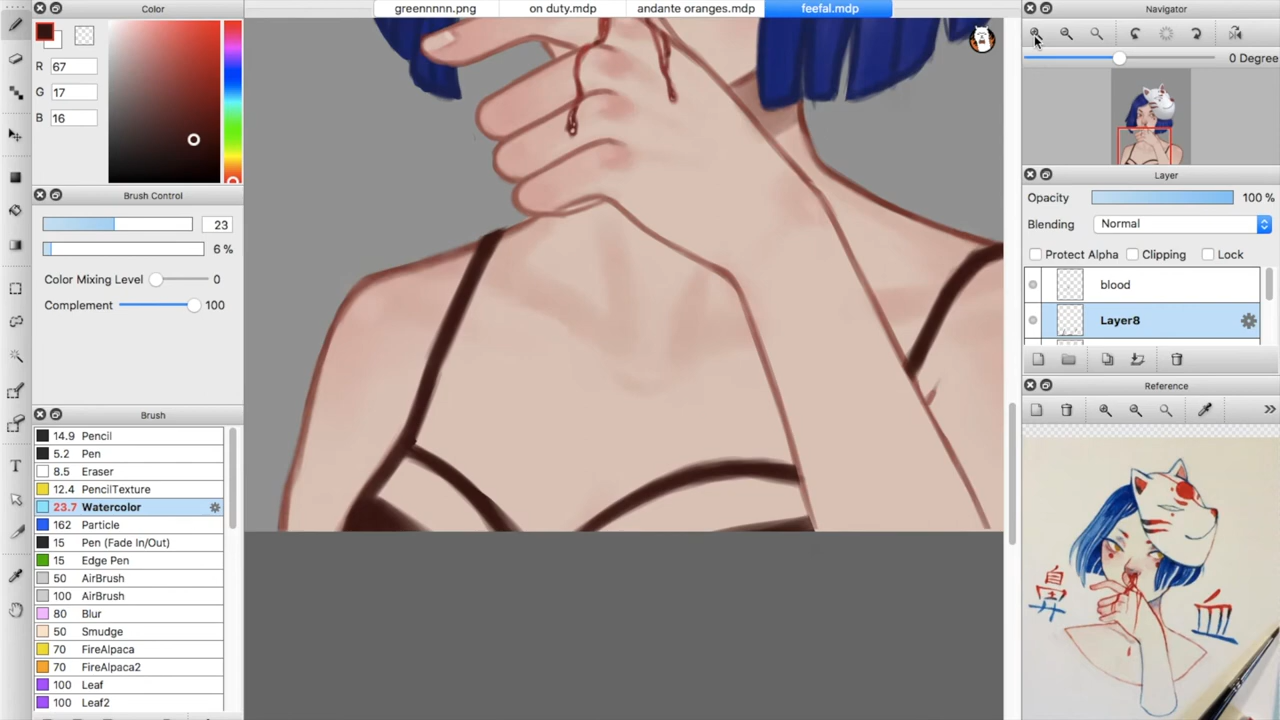 Color
R 67
G 17
B 16
Brush Control
23
6 %
Color Mixing Level 0
Complement 100
Brush
14.9 Pencil
5.2 Pen
8.5 Eraser
12.4 PencilTexture
23.7 Watercolor
162 Particle
15 Pen (Fade In/Out)
15 Edge Pen
50 AirBrush
100 AirBrush
80 Blur
50 Smudge
70 FireAlpaca
70 FireAlpaca2
100 Leaf
100 Leaf2
T
greennnnn.png
on duty.mdp
andante oranges.mdp
feefal.mdp
Navigator
0 Degree
Layer
Opacity 100 %
Blending Normal
Protect Alpha Clipping Lock
blood
Layer8
Reference
»
鼻
血